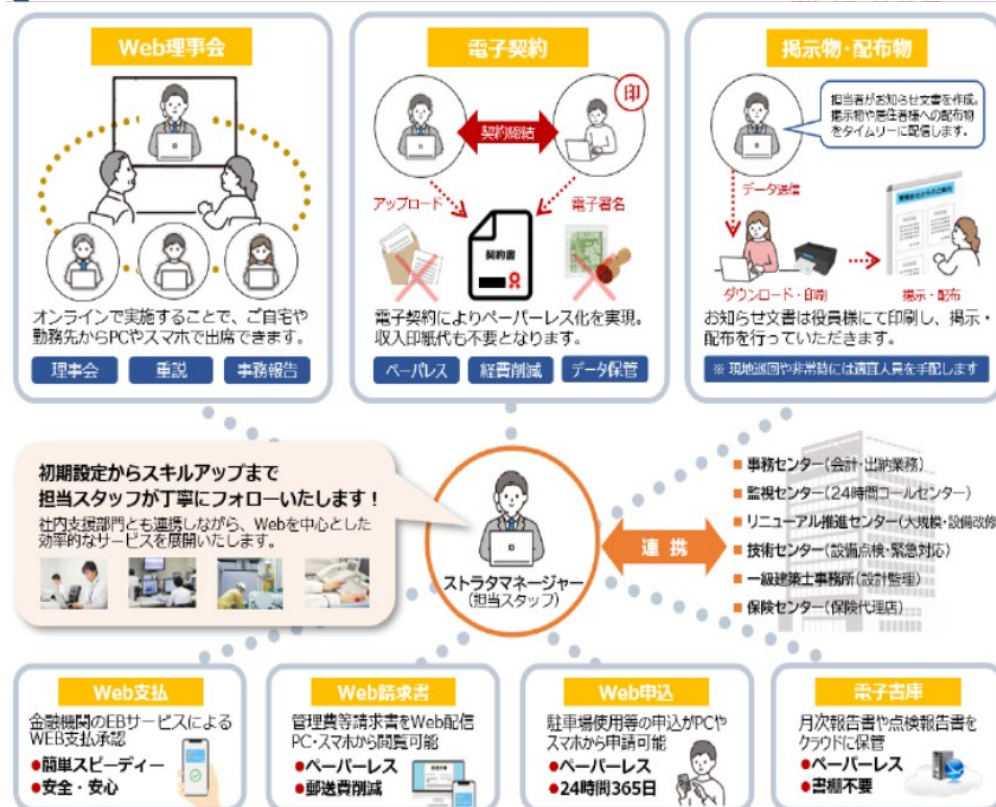 Web理事会
オンラインで実施することで、ご自宅や
勤務先からPCやスマホで出席できます。
理事会
重説
事務報告
電子契約
印
契約締結
アップロード
電子署名
契約書
電子契約によりペーパーレス化を実現。
収入印紙代も不要となります。
ペーパレス
経費削減
データ保管
掲示物・配布物
担当者がお知らせ文書を作成。
掲示物や居住者様への配布物
をタイムリーに配信します。
データ送信
ダウンロード・印刷
掲示・配布
お知らせ文書は役員様にて印刷し、掲示・
配布を行っていただきます。
※ 現地巡回や非常時には適宜人員を手配します
初期設定からスキルアップまで
担当スタッフが丁寧にフォローいたします！
社内支援部門とも連携しながら、Webを中心とした
効率的なサービスを展開いたします。
ストラタマネージャー
(担当スタッフ)
連携
事務センター(会計・出納業務)
監視センター(24時間コールセンター)
リニューアル推進センター(大規模・設備改修
技術センター(設備点検・緊急対応)
一級建築士事務所(設計監理)
保険センター(保険代理店)
Web支払
金融機関のEBサービスによる
WEB支払承認
●簡単スピーディー
●安全・安心
Web請求書
管理費等請求書をWeb配信
PC・スマホから閲覧可能
●ペーパーレス
●郵送費削減
Web申込
駐車場使用等の申込がPCや
スマホから申請可能
●ペーパーレス
●24時間365日
電子書庫
月次報告書や点検報告書を
クラウドに保管
●ペーパーレス
●書棚不要